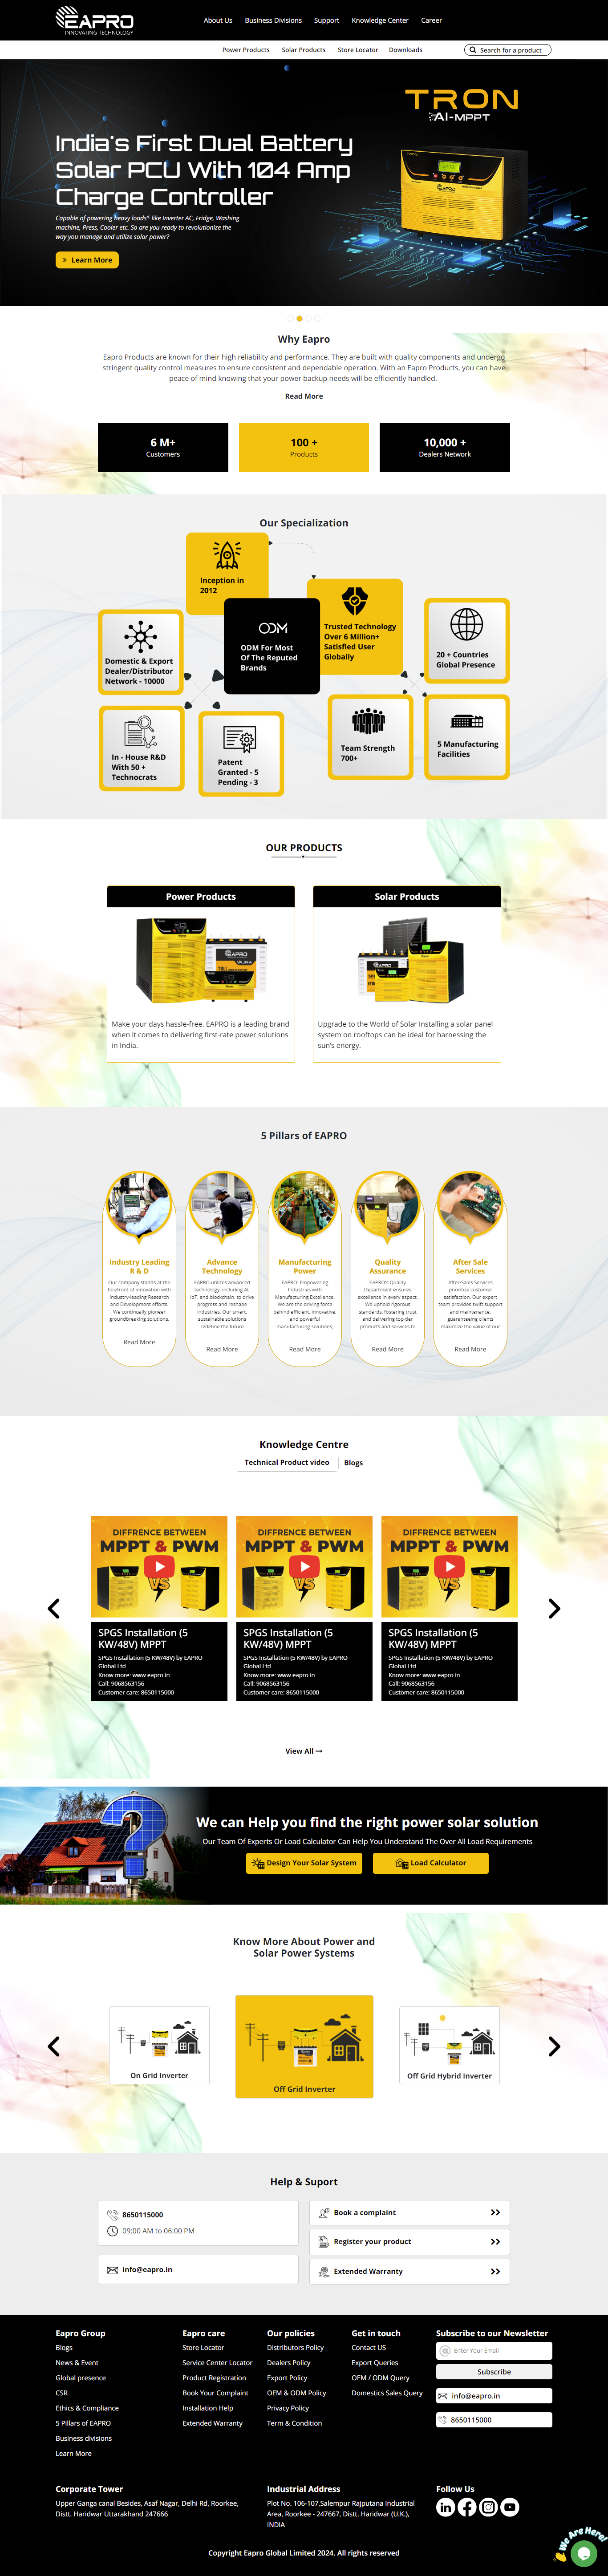 EAPRO
INNOVATING TECHNOLOGY
About Us Business Divisions Support Knowledge Center Career
Power Products Solar Products Store Locator Downloads Search for a product
TRON
AI-MPPT
India's First Dual Battery
Solar PCU With 104 Amp
Charge Controller
Capable of powering heavy loads* like Inverter AC, Fridge, Washing
machine, Press, Cooler etc. So are you ready to revolutionize the
way you manage and utilize solar power?
Learn More
Why Eapro
Eapro Products are known for their high reliability and performance. They are built with quality components and undergo
stringent quality control measures to ensure consistent and dependable operation. With an Eapro Products, you can have
peace of mind knowing that your power backup needs will be efficiently handled.
Read More
6 M+
Customers
100 +
Products
10,000 +
Dealers Network
Our Specialization
Inception in
2012
ODM
ODM For Most
Of The Reputed
Brands
Trusted Technology
Over 6 Million+
Satisfied User
Globally
20 + Countries
Global Presence
Domestic & Export
Dealer/Distributor
Network - 10000
In - House R&D
With 50 +
Technocrats
Patent
Granted - 5
Pending - 3
Team Strength
700+
5 Manufacturing
Facilities
OUR PRODUCTS
Power Products
Make your days hassle-free. EAPRO is a leading brand
when it comes to delivering first-rate power solutions
in India.
Solar Products
Upgrade to the World of Solar Installing a solar panel
system on rooftops can be ideal for harnessing the
sun's energy.
5 Pillars of EAPRO
Industry Leading
R & D
Our company stands at the
forefront of innovation with
industry-leading Research
and Development efforts.
We continually pioneer
groundbreaking solutions.
Read More
Advance
Technology
EAPRO utilizes advanced
technology, including AI,
IoT, and blockchain, to drive
progress and reshape
industries. Our smart,
sustainable solutions
redefine the future...
Read More
Manufacturing
Power
EAPRO: Empowering
Industries with
Manufacturing Excellence.
We are the driving force
behind efficient, innovative,
and powerful
manufacturing solutions,...
Read More
Quality
Assurance
EAPRO's Quality
Department ensures
excellence in every aspect.
We uphold rigorous
standards, fostering trust
and delivering top-tier
products and services to...
Read More
After Sale
Services
After-Sales Services
prioritize customer
satisfaction. Our expert
team provides swift support
and maintenance,
guaranteeing clients
maximize the value of our...
Read More
Knowledge Centre
Technical Product video Blogs
DIFFRENCE BETWEEN
MPPT & PWM
VS
SPGS Installation (5
KW/48V) MPPT
SPGS Installation (5 KW/48V) by EAPRO
Global Ltd.
Know more: www.eapro.in
Call: 9068563156
Customer care: 8650115000
DIFFRENCE BETWEEN
MPPT & PWM
VS
SPGS Installation (5
KW/48V) MPPT
SPGS Installation (5 KW/48V) by EAPRO
Global Ltd.
Know more: www.eapro.in
Call: 9068563156
Customer care: 8650115000
DIFFRENCE BETWEEN
MPPT & PWM
VS
SPGS Installation (5
KW/48V) MPPT
SPGS Installation (5 KW/48V) by EAPRO
Global Ltd.
Know more: www.eapro.in
Call: 9068563156
Customer care: 8650115000
View All
We can Help you find the right power solar solution
Our Team Of Experts Or Load Calculator Can Help You Understand The Over All Load Requirements
Design Your Solar System
Load Calculator
Know More About Power and
Solar Power Systems
On Grid Inverter
Off Grid Inverter
Off Grid Hybrid Inverter
Help & Suport
8650115000
09:00 AM to 06:00 PM
info@eapro.in
Book a complaint
Register your product
Extended Warranty
Eapro Group
Blogs
News & Event
Global presence
CSR
Ethics & Compliance
5 Pillars of EAPRO
Business divisions
Learn More
Eapro care
Store Locator
Service Center Locator
Product Registration
Book Your Complaint
Installation Help
Extended Warranty
Our policies
Distributors Policy
Dealers Policy
Export Policy
OEM & ODM Policy
Privacy Policy
Term & Condition
Get in touch
Contact US
Export Queries
OEM / ODM Query
Domestics Sales Query
Subscribe to our Newsletter
Enter Your Email
Subscribe
info@eapro.in
8650115000
Corporate Tower
Upper Ganga canal Besides, Asaf Nagar, Delhi Rd, Roorkee,
Distt. Haridwar Uttarakhand 247666
Industrial Address
Plot No. 106-107,Salempur Rajputana Industrial
Area, Roorkee - 247667, Distt. Haridwar (U.K.),
INDIA
Follow Us
We Are Here!
Copyright Eapro Global Limited 2024. All rights reserved